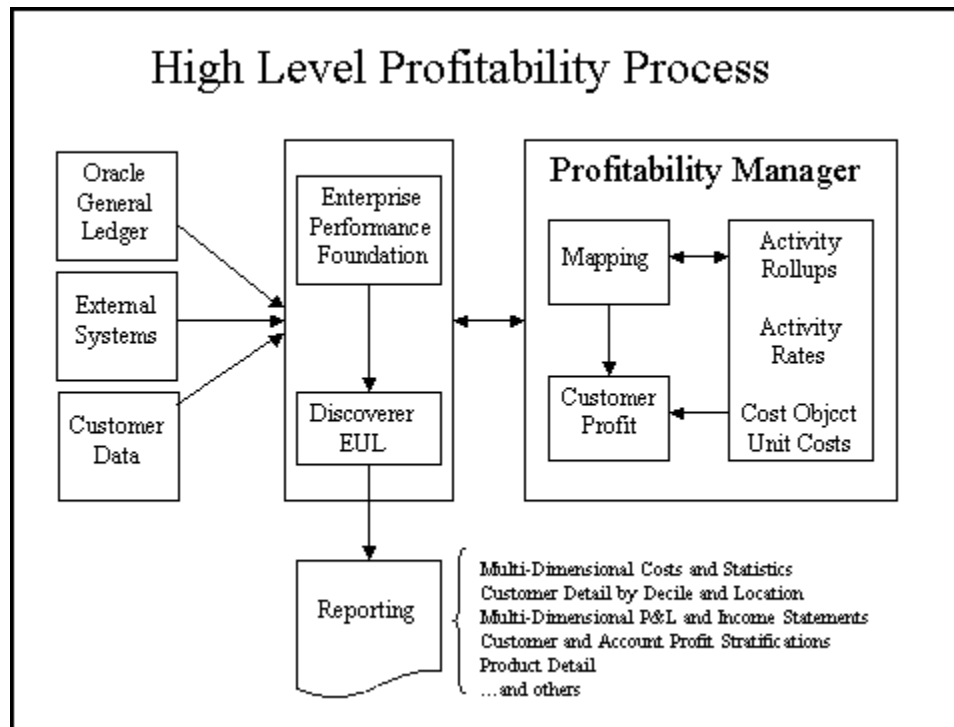 High Level Profitability Process
Oracle
General
Ledger
External
Systems
Customer
Data
Enterprise
Performance
Foundation
Discoverer
EUL
Profitability Manager
Mapping
Customer
Profit
Activity
Rollups
Activity
Rates
Cost Object
Unit Costs
Reporting
Multi-Dimensional Costs and Statistics
Customer Detail by Decile and Location
Multi-Dimensional P&L and Income Statements
Customer and Account Profit Stratifications
Product Detail
...and others